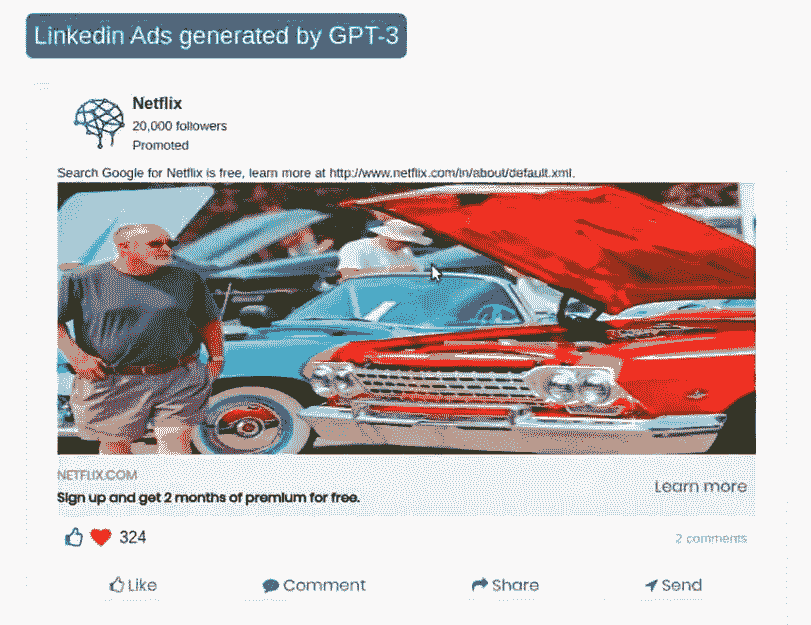 Linkedin Ads generated by GPT-3
Netflix
20,000 followers
Promoted
Search Google for Netflix is free, learn more at http://www.netflix.com/in/about/default.xml.
NETFLIX.COM
Sign up and get 2 months of premium for free.
Learn more
324
2 comments
Like
Comment
Share
Send